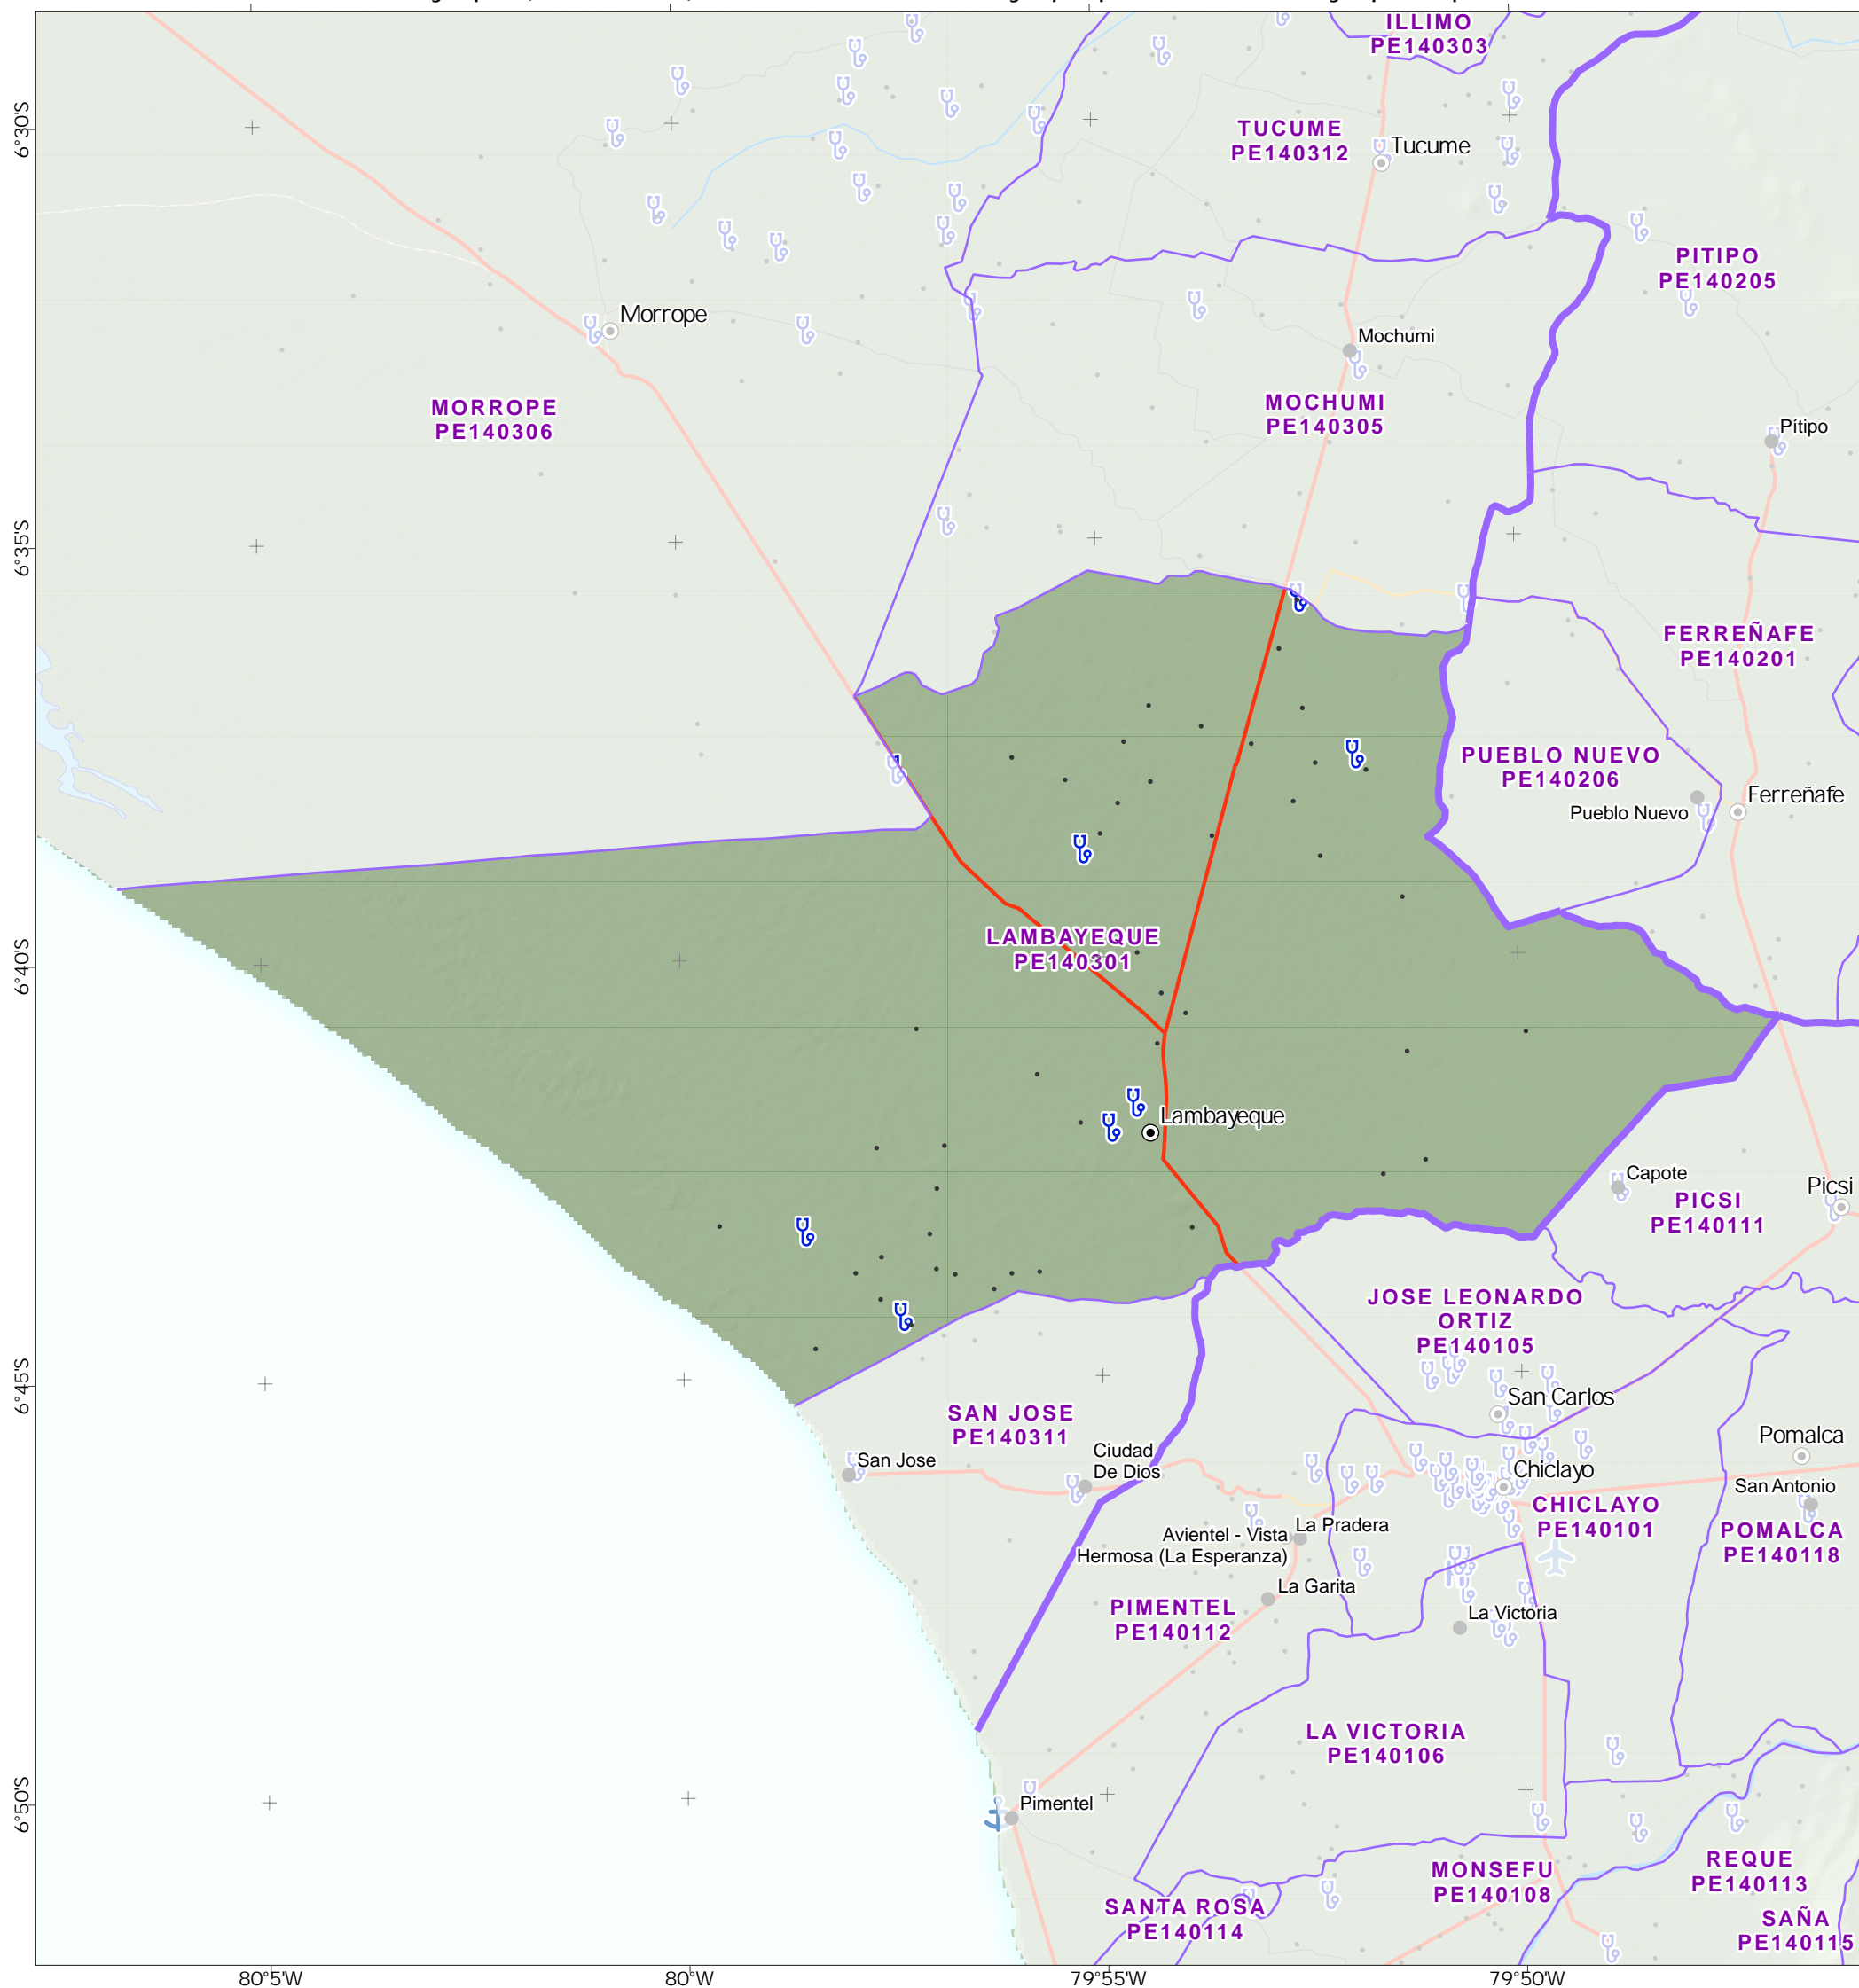 ILLIMO
PE140303
TUCUME
PE140312
Tucume
6°30'S
PITIPO
PE140205
Morrope
Mochumi
MORROPE
PE140306
MOCHUMI
PE140305
Pítipo
6°35'S
FERREÑAFE
PE140201
PUEBLO NUEVO
PE140206
Pueblo Nuevo
Ferreñafe
LAMBAYEQUE
PE140301
6°40'S
Lambayeque
Capote
PICSI
PE140111
Picsi
JOSE LEONARDO
ORTIZ
PE140105
6°45'S
San Carlos
SAN JOSE
PE140311
San Jose
Ciudad
De Dios
Pomalca
Chiclayo
San Antonio
CHICLAYO
PE140101
POMALCA
PE140118
La Pradera
Avientel - Vista
Hermosa (La Esperanza)
La Garita
PIMENTEL
PE140112
La Victoria
LA VICTORIA
PE140106
6°50'S
Pimentel
MONSEFU
PE140108
REQUE
PE140113
SANTA ROSA
PE140114
SAÑA
PE140115
80°5'W
80°W
79°55'W
79°50'W